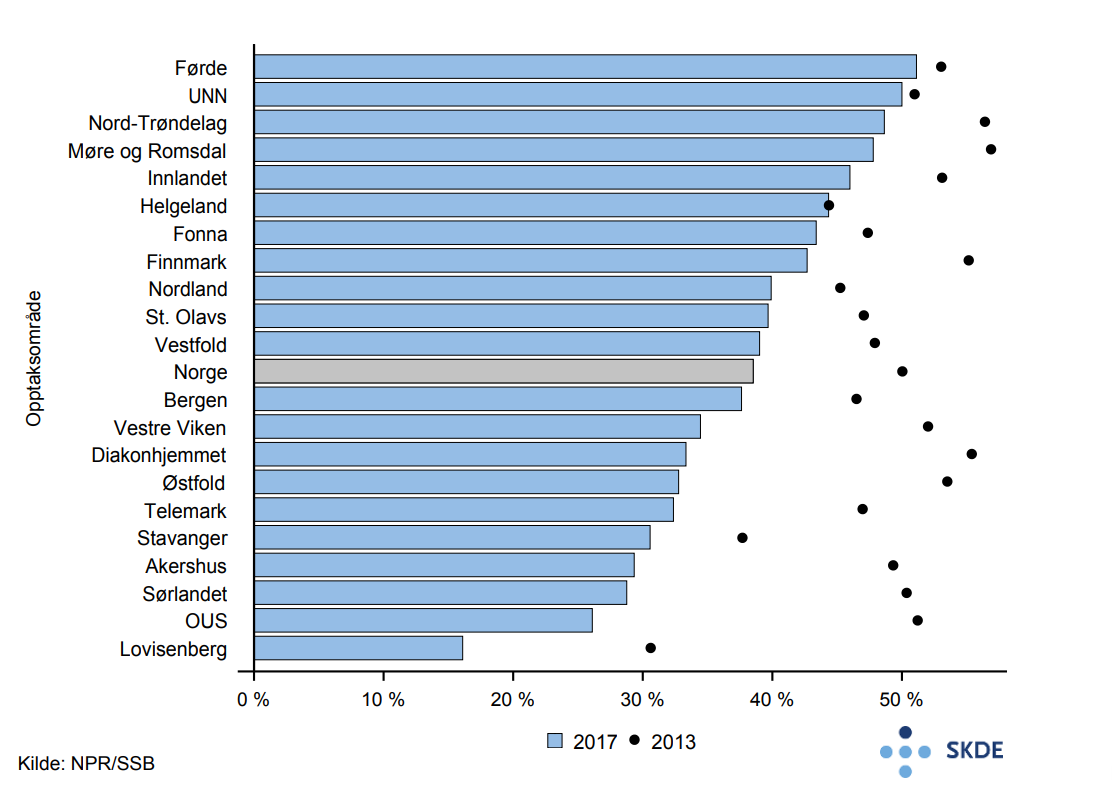 Opptaksområde
Førde
UNN
Nord-Trøndelag
Møre og Romsdal
Innlandet
Helgeland
Fonna
Finnmark
Nordland
St. Olavs
Vestfold
Norge
Bergen
Vestre Viken
Diakonhjemmet
Østfold
Telemark
Stavanger
Akershus
Sørlandet
OUS
Lovisenberg
0 % 10 % 20 % 30 % 40 % 50 %
2017 2013
Kilde: NPR/SSB
SKDE